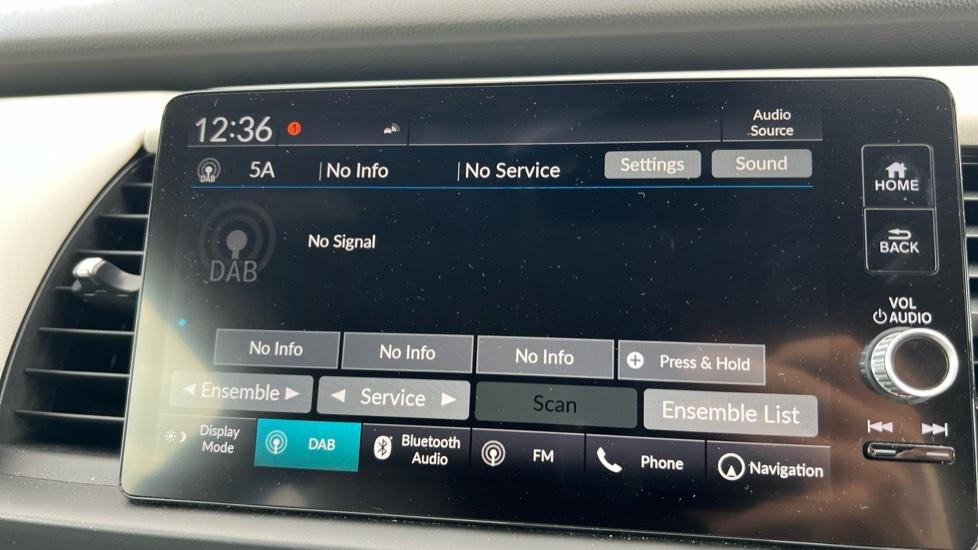 12:36
Audio
Source
DAB 5A No Info No Service Settings Sound
HOME
DAB
No Signal
BACK
VOL
AUDIO
No Info No Info No Info Press & Hold
Ensemble Service Scan Ensemble List
Display
Mode
DAB
Bluetooth
Audio
FM
Phone
Navigation